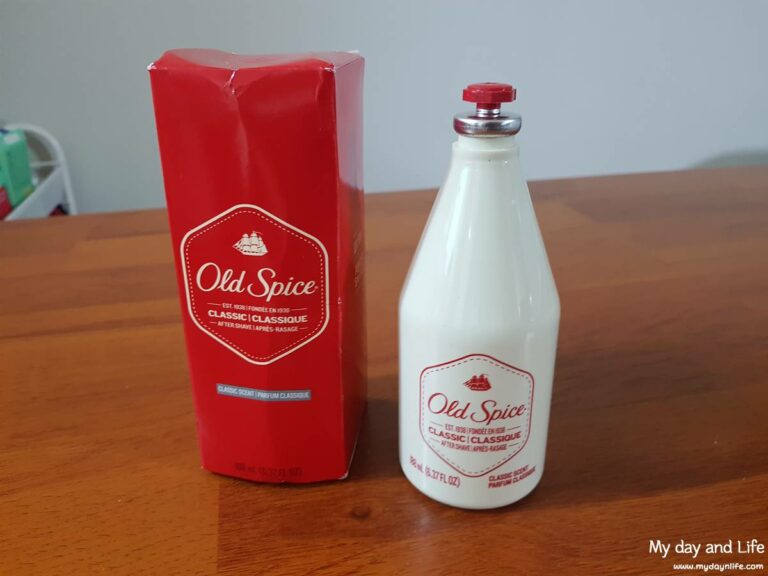 Old Spice
EST. 1938 | FONDÉE EN 1938
CLASSIC | CLASSIQUE
AFTER SHAVE | APRÈS-RASAGE
CLASSIC SCENT | PARFUM CLASSIQUE
188 mL (6.37 FL OZ)
Old Spice
EST. 1938 | FONDÉE EN 1938
CLASSIC | CLASSIQUE
AFTER SHAVE | APRÈS-RASAGE
188 mL (6.37 FL OZ)
CLASSIC SCENT
PARFUM CLASSIQUE
My day and Life
www.mydaynlife.com